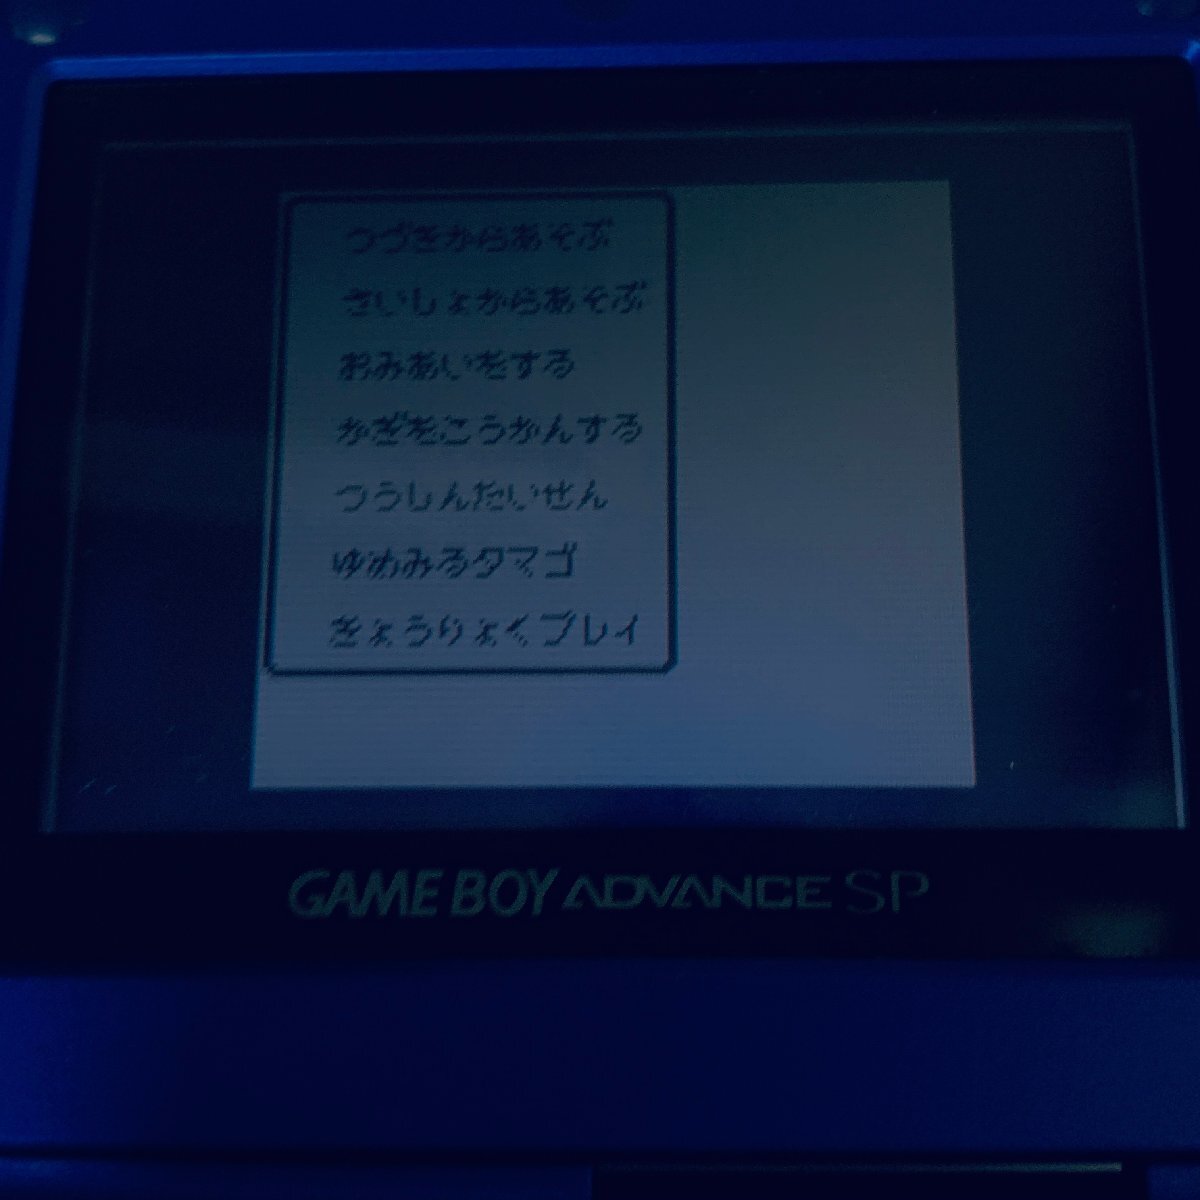 つづきからあそぶ
さいしょからあそぶ
おみあいをする
かぎをこうかんする
つうしんたいせん
ゆめみるタマゴ
きょうりょくプレイ
GAME BOY ADVANCE SP